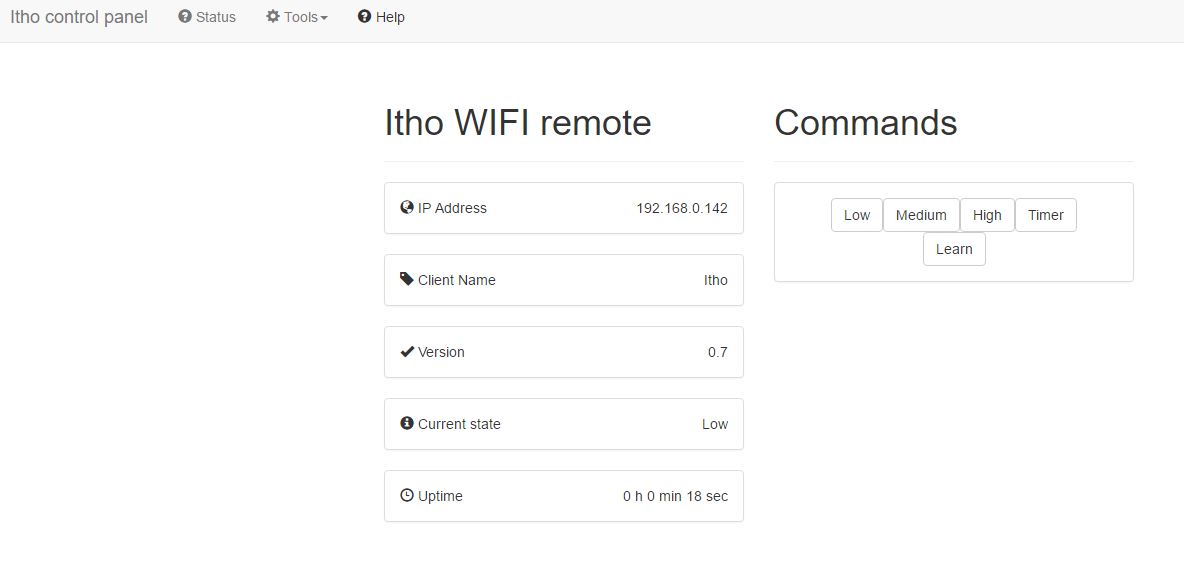 Itho control panel Status Tools Help
Itho WIFI remote
IP Address 192.168.0.142
Client Name Itho
Version 0.7
Current state Low
Uptime 0 h 0 min 18 sec
Commands
Low Medium High Timer
Learn